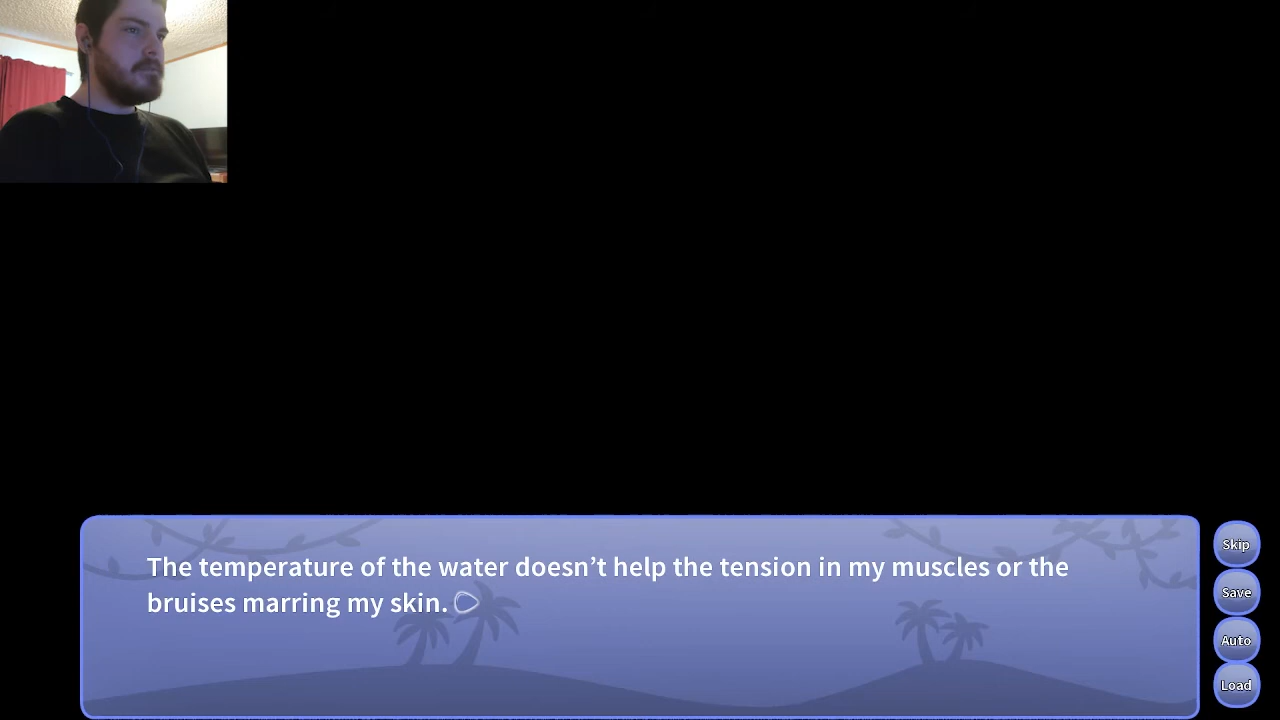 The temperature of the water doesn’t help the tension in my muscles or the
bruises marring my skin.
Skip
Save
Auto
Load